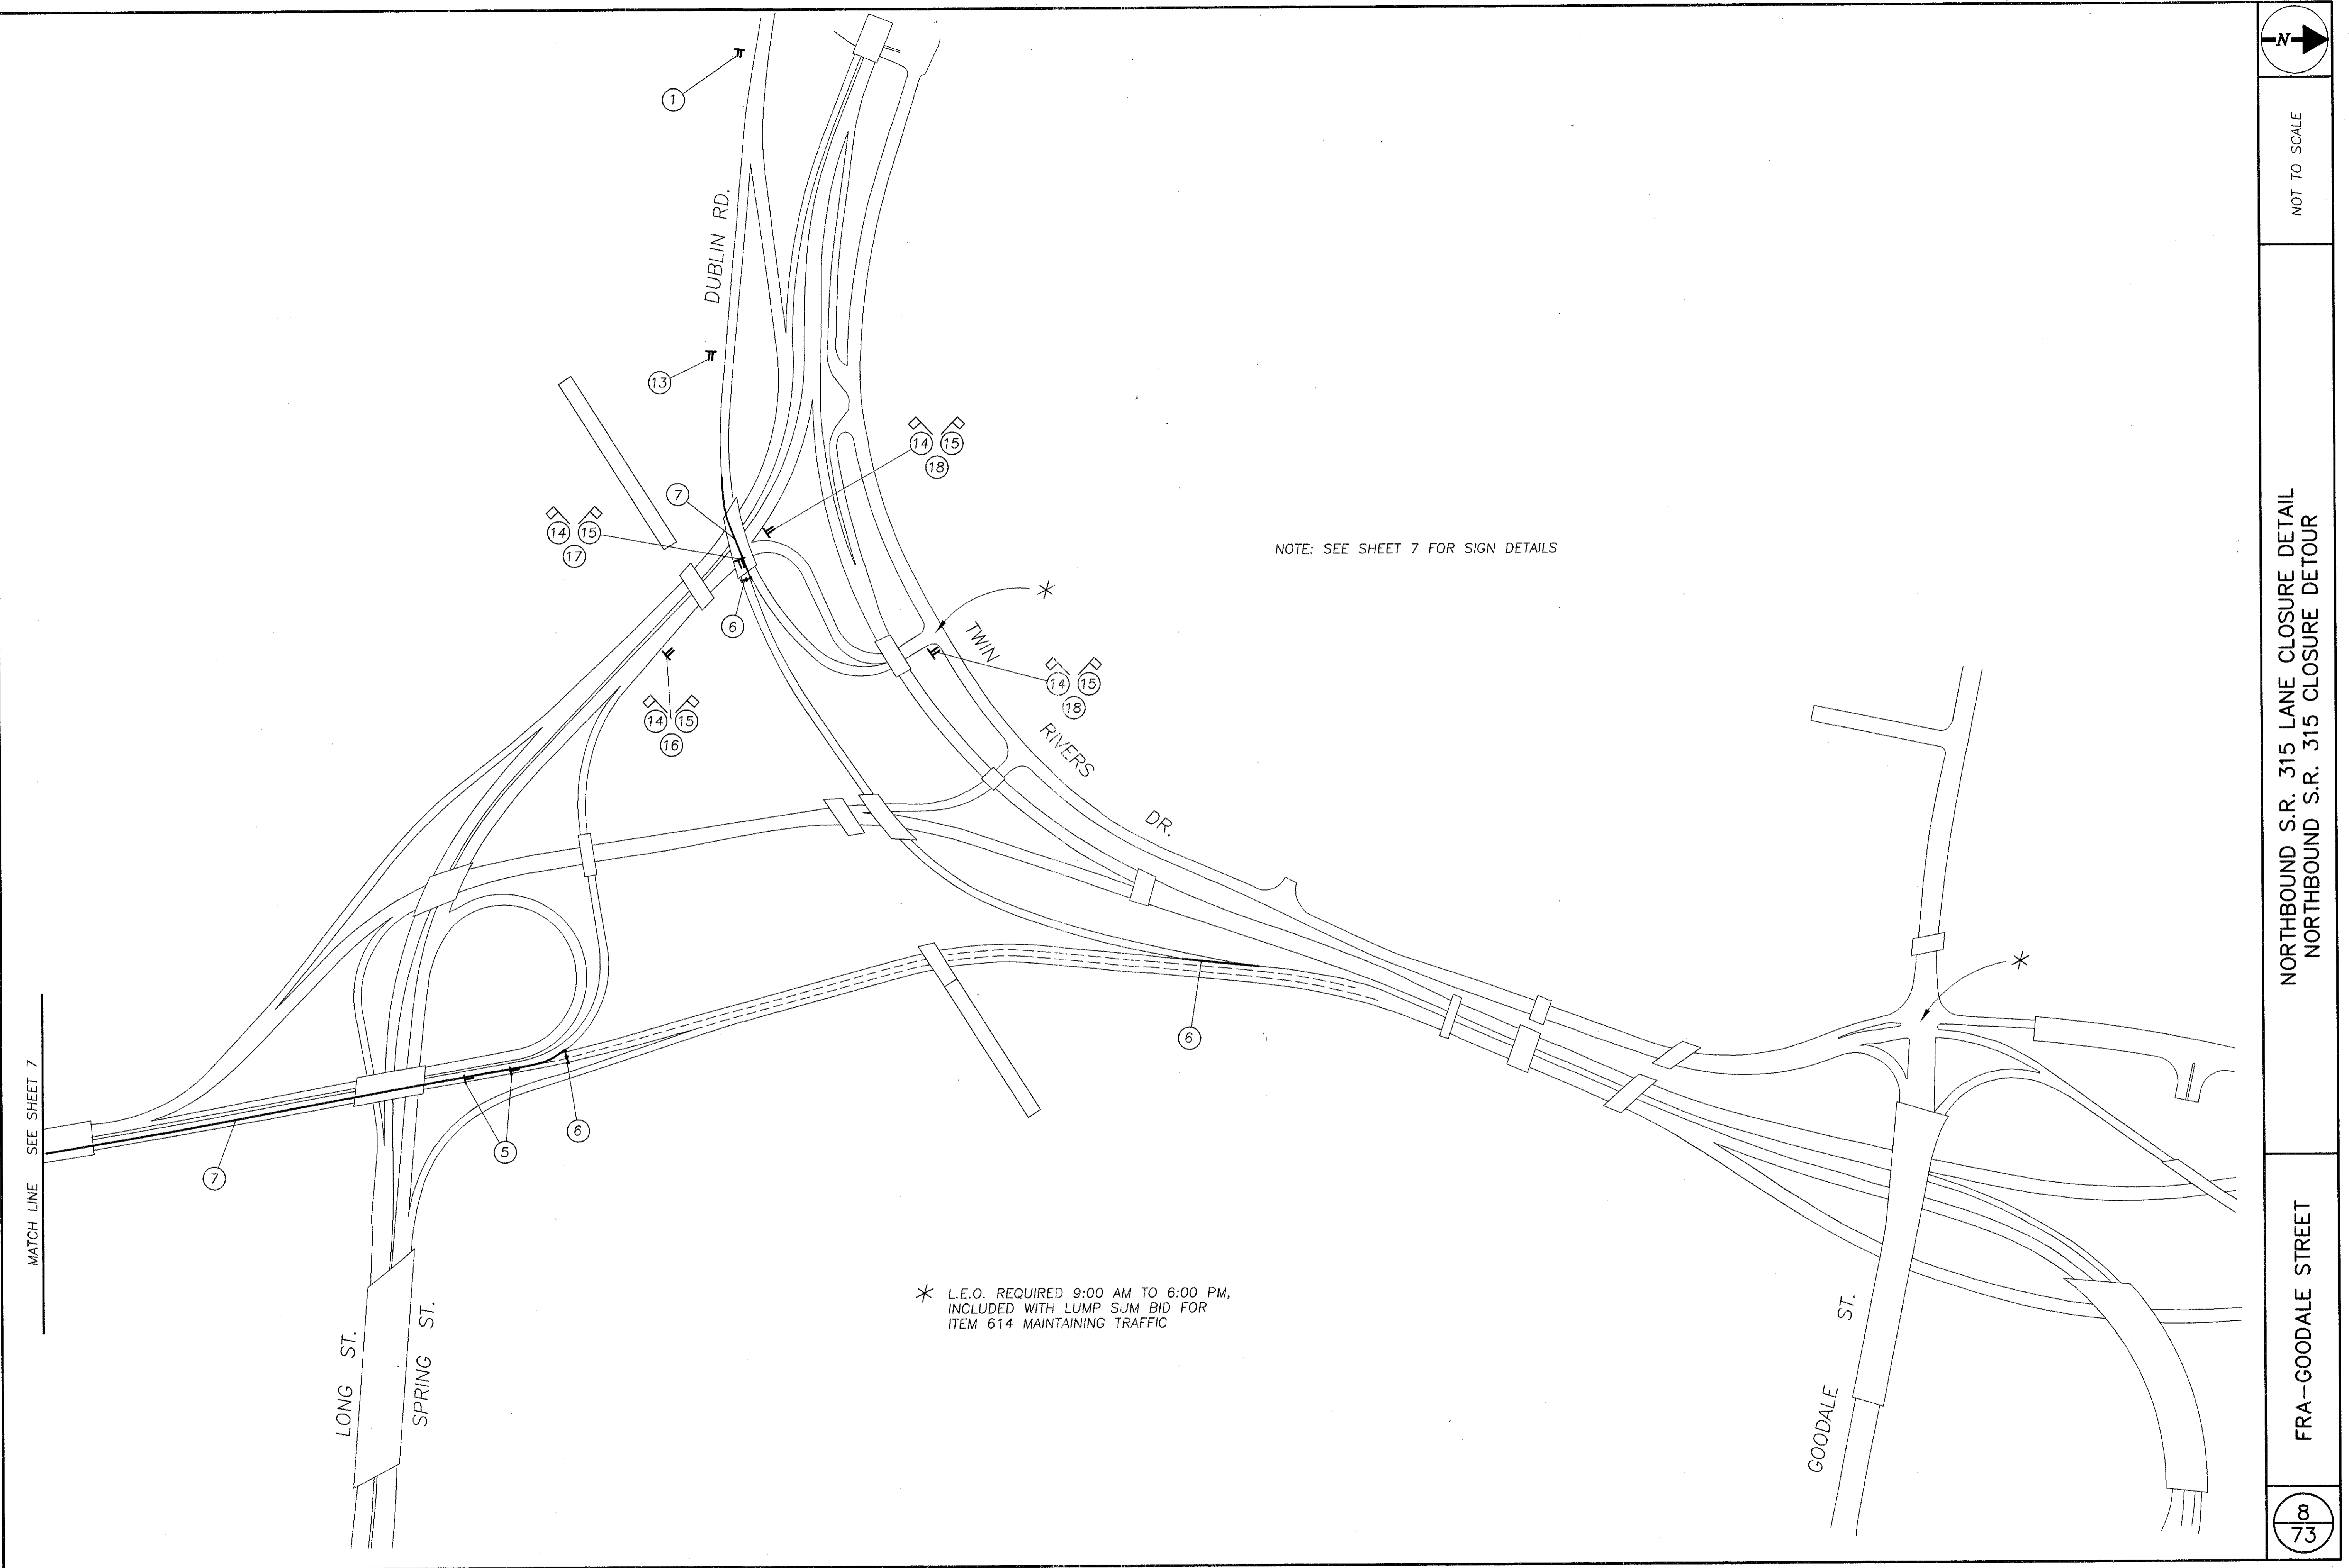 1
DUBLIN RD.
13
14 15
18
7
14 15
17
6
NOTE: SEE SHEET 7 FOR SIGN DETAILS
*
TWIN
RIVERS
DR.
14 15
18
14 15
16
*
6
6
5
7
MATCH LINE SEE SHEET 7
* L.E.O. REQUIRED 9:00 AM TO 6:00 PM,
INCLUDED WITH LUMP SUM BID FOR
ITEM 614 MAINTAINING TRAFFIC
LONG ST.
SPRING ST.
GOODALE ST.
N
NOT TO SCALE
NORTHBOUND S.R. 315 LANE CLOSURE DETAIL
NORTHBOUND S.R. 315 CLOSURE DETOUR
FRA-GOODALE STREET
8
73